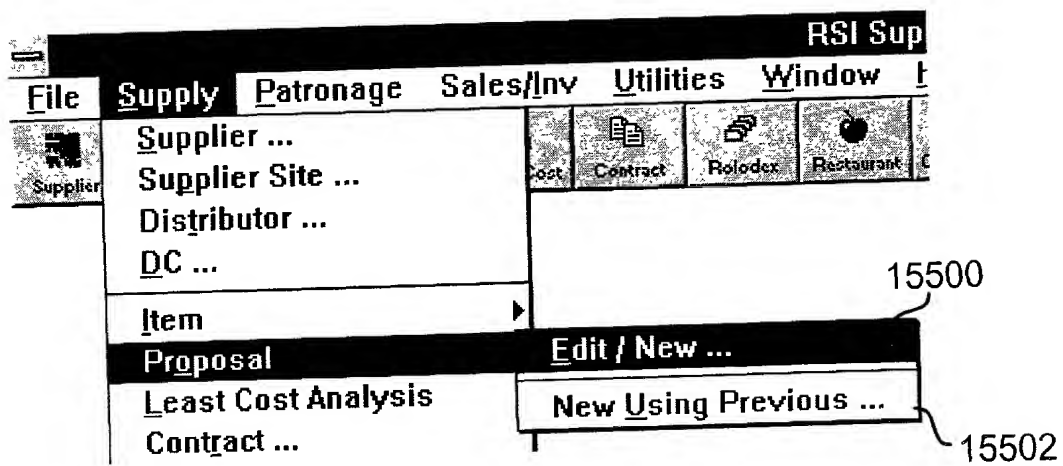 RSI Sup
File Supply Patronage Sales/Inv Utilities Window H
Supplier Cost Contract Rolodex Restaurant
Supplier ...
Supplier Site ...
Distributor ...
DC ...
Item
Proposal
Least Cost Analysis
Contract ...
15500
Edit / New ...
New Using Previous ...
15502